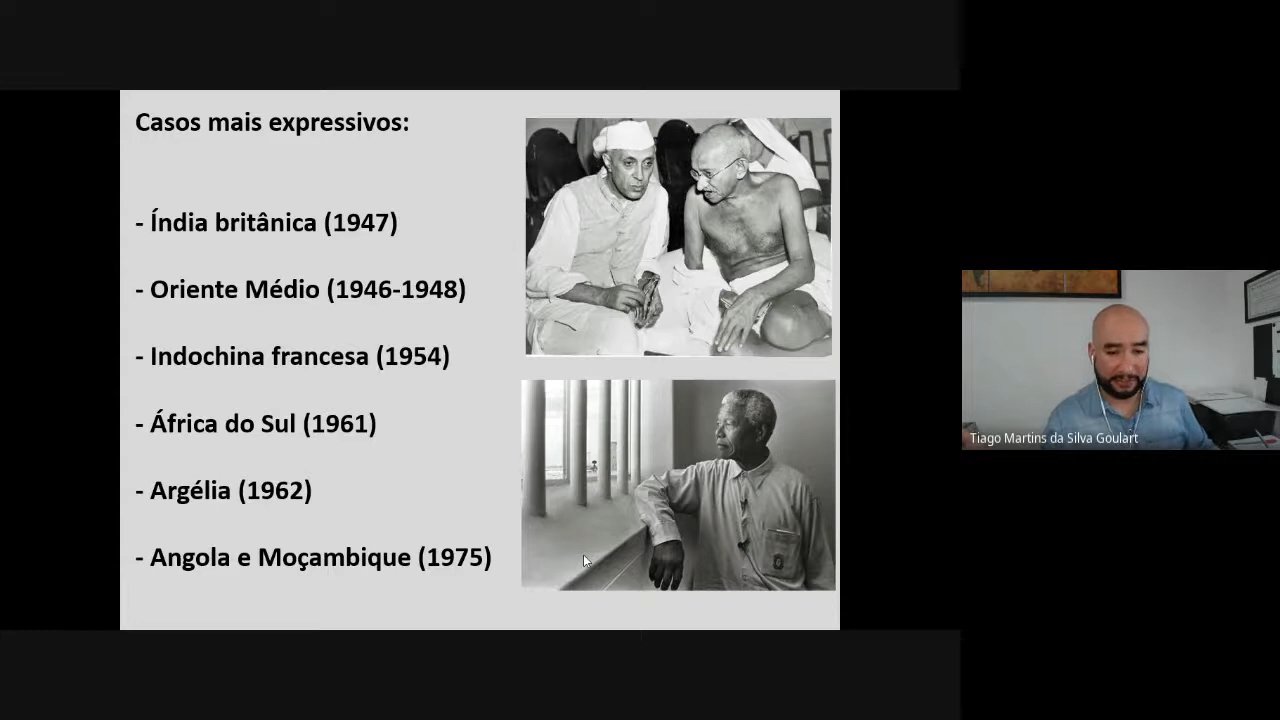 Casos mais expressivos:
- Índia britânica (1947)
- Oriente Médio (1946-1948)
- Indochina francesa (1954)
- África do Sul (1961)
- Argélia (1962)
- Angola e Moçambique (1975)
Tiago Martins da Silva Goulart